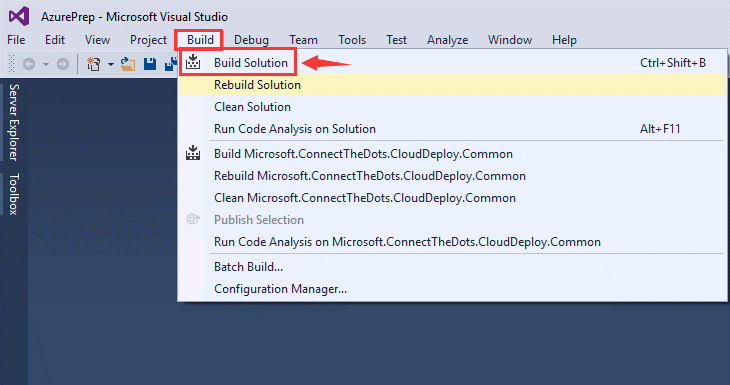 AzurePrep - Microsoft Visual Studio
File Edit View Project Build Debug Team Tools Test Analyze Window Help
Build Solution Ctrl+Shift+B
Rebuild Solution
Clean Solution
Run Code Analysis on Solution Alt+F11
Build Microsoft.ConnectTheDots.CloudDeploy.Common
Rebuild Microsoft.ConnectTheDots.CloudDeploy.Common
Clean Microsoft.ConnectTheDots.CloudDeploy.Common
Publish Selection
Run Code Analysis on Microsoft.ConnectTheDots.CloudDeploy.Common
Batch Build...
Configuration Manager...
Server Explorer
Toolbox